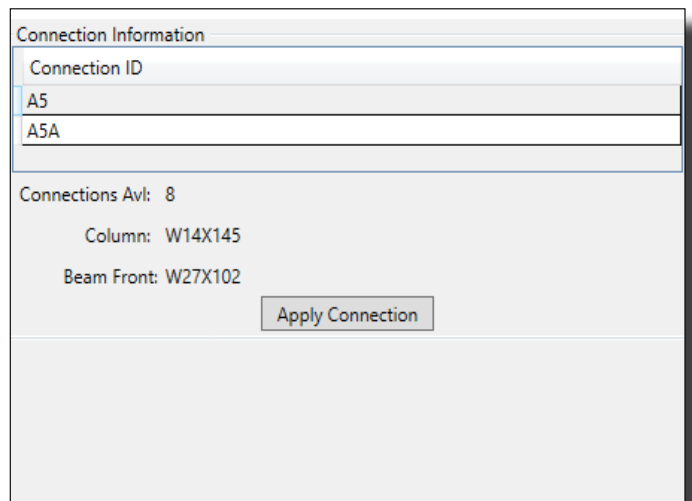 Connection Information
Connection ID
A5
A5A
Connections Avl: 8
Column: W14X145
Beam Front: W27X102
Apply Connection